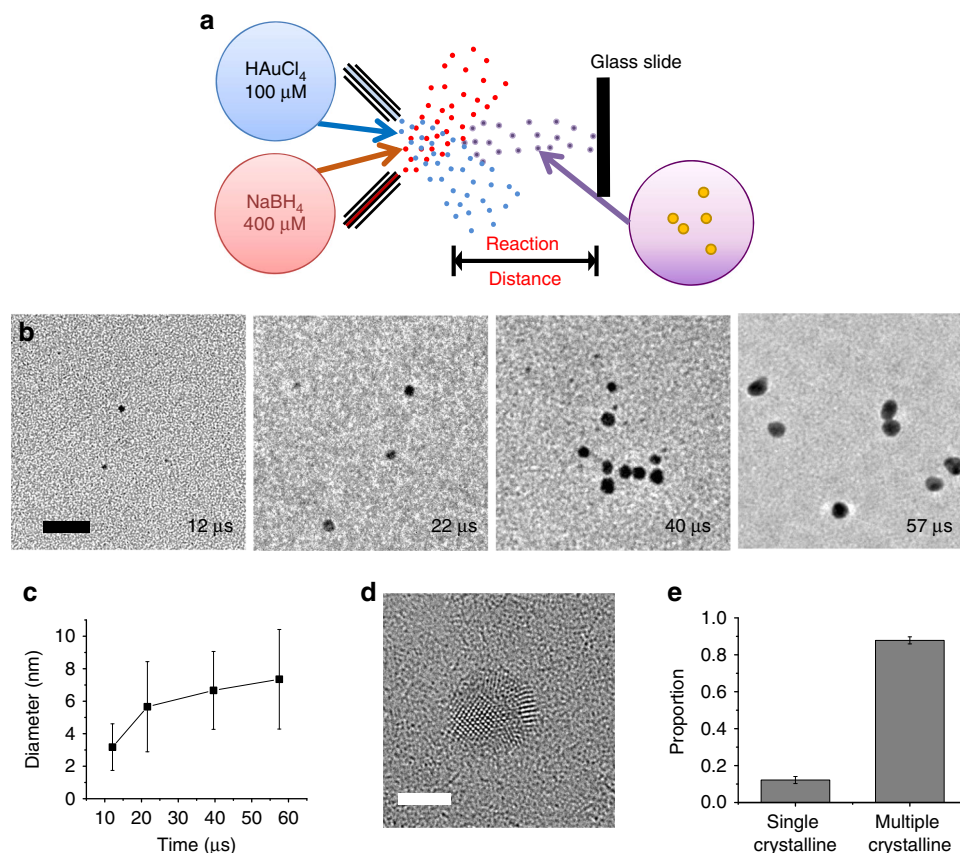 a
HAuCl4
100 μM
NaBH4
400 μM
Glass slide
Reaction
Distance
b
12 μs
22 μs
40 μs
57 μs
c
Diameter (nm)
10
8
6
4
2
0
10 20 30 40 50 60
Time (μs)
d
e
Proportion
1.0
0.8
0.6
0.4
0.2
0.0
Single
crystalline
Multiple
crystalline